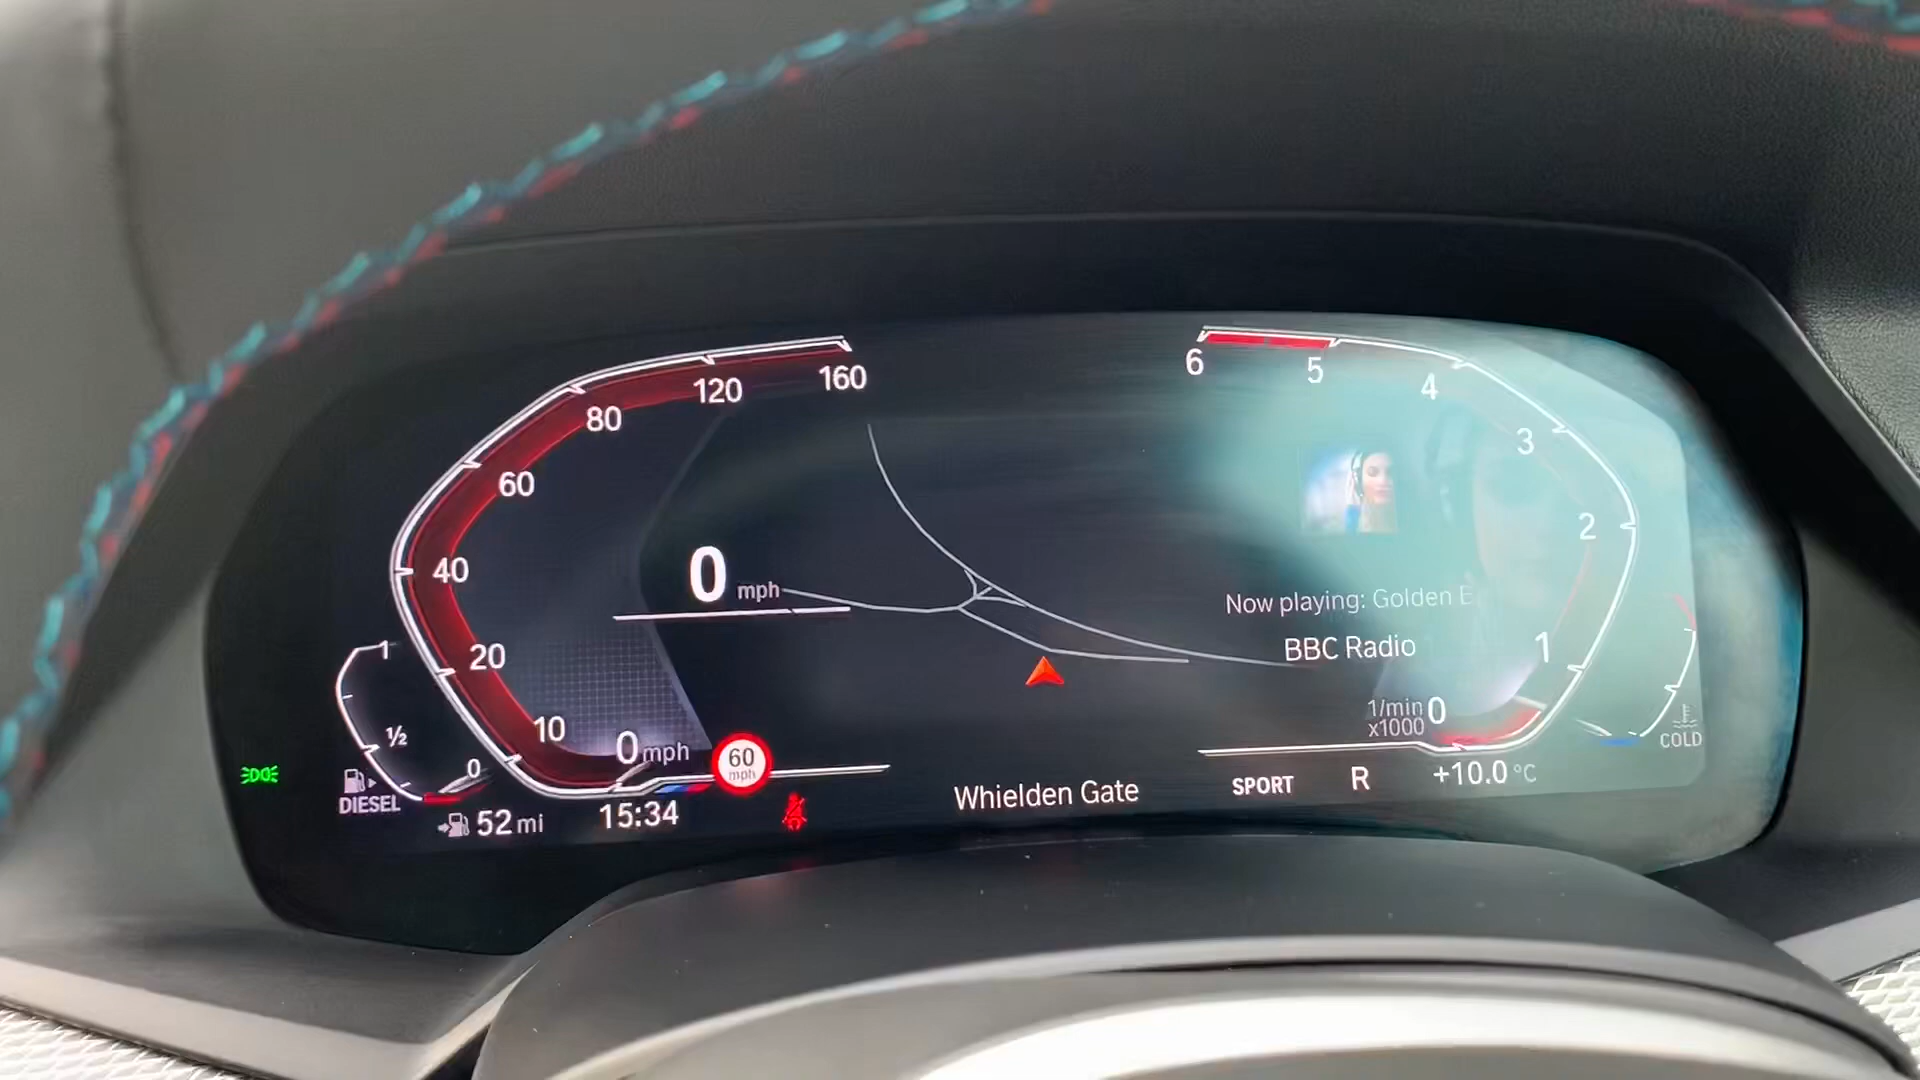 160
120
80
60
40
20
10
0 mph
0 mph
60
mph
1
½
0
DIESEL
52 mi
15:34
Whielden Gate
6
5
4
3
2
1
0
1/min
x1000
Now playing: Golden
BBC Radio
SPORT
R
+10.0 °C
COLD